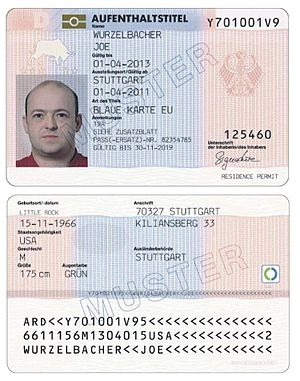 D AUFENTHALTSTITEL Y701001V9
WURZELBACHER
JOE
Gültig bis
01-04-2013
Ausstellungsort/Gültig ab
STUTTGART
01-04-2011
Art des Titels
BLAUE KARTE EU
Anmerkungen
19A
SIEHE ZUSATZBLATT
PASS(-ERSATZ)-NR. 82354785
GÜLTIG BIS 30-11-2019
125460
Unterschrift
der Inhaberin/des Inhabers
RESIDENCE PERMIT
MUSTER
Geburtsort/-datum Anschrift
LITTLE ROCK 70327 STUTTGART
15-11-1966 KILIANSBERG 33
Staatsangehörigkeit
USA
Geschlecht Ausländerbehörde
M STUTTGART
Größe Augenfarbe
175 cm GRÜN
MUSTER
ARD<<Y701001V95<<<<<<<<<<<<<<<
6611156M1304015USA<<<<<<<<<<<2
WURZELBACHER<<JOE<<<<<<<<<<<<<